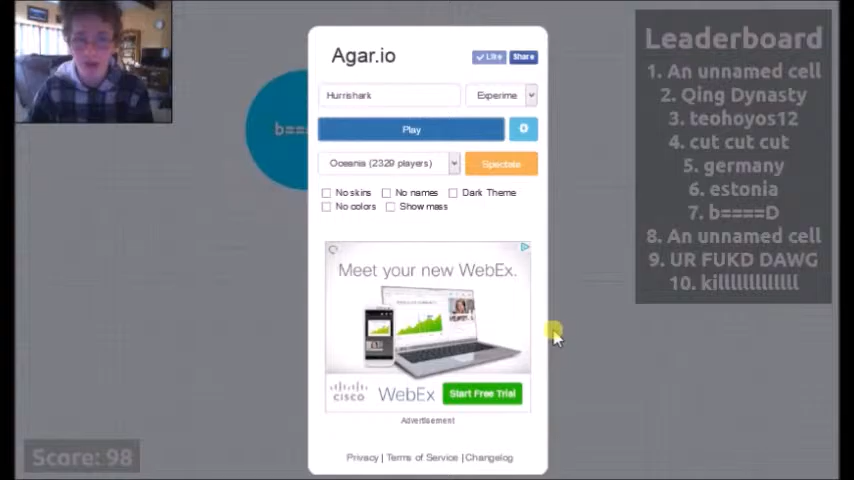 Agar.io
Like
Share
Hurrishark
Experime
Play
Oceania (2329 players)
Spectate
No skins
No names
Dark Theme
No colors
Show mass
Meet your new WebEx.
CISCO
WebEx
Start Free Trial
Advertisement
Privacy | Terms of Service | Changelog
b==
Leaderboard
1. An unnamed cell
2. Qing Dynasty
3. teohoyos12
4. cut cut cut
5. germany
6. estonia
7. b====D
8. An unnamed cell
9. UR FUKD DAWG
10. killlllllllllllll
Score: 98